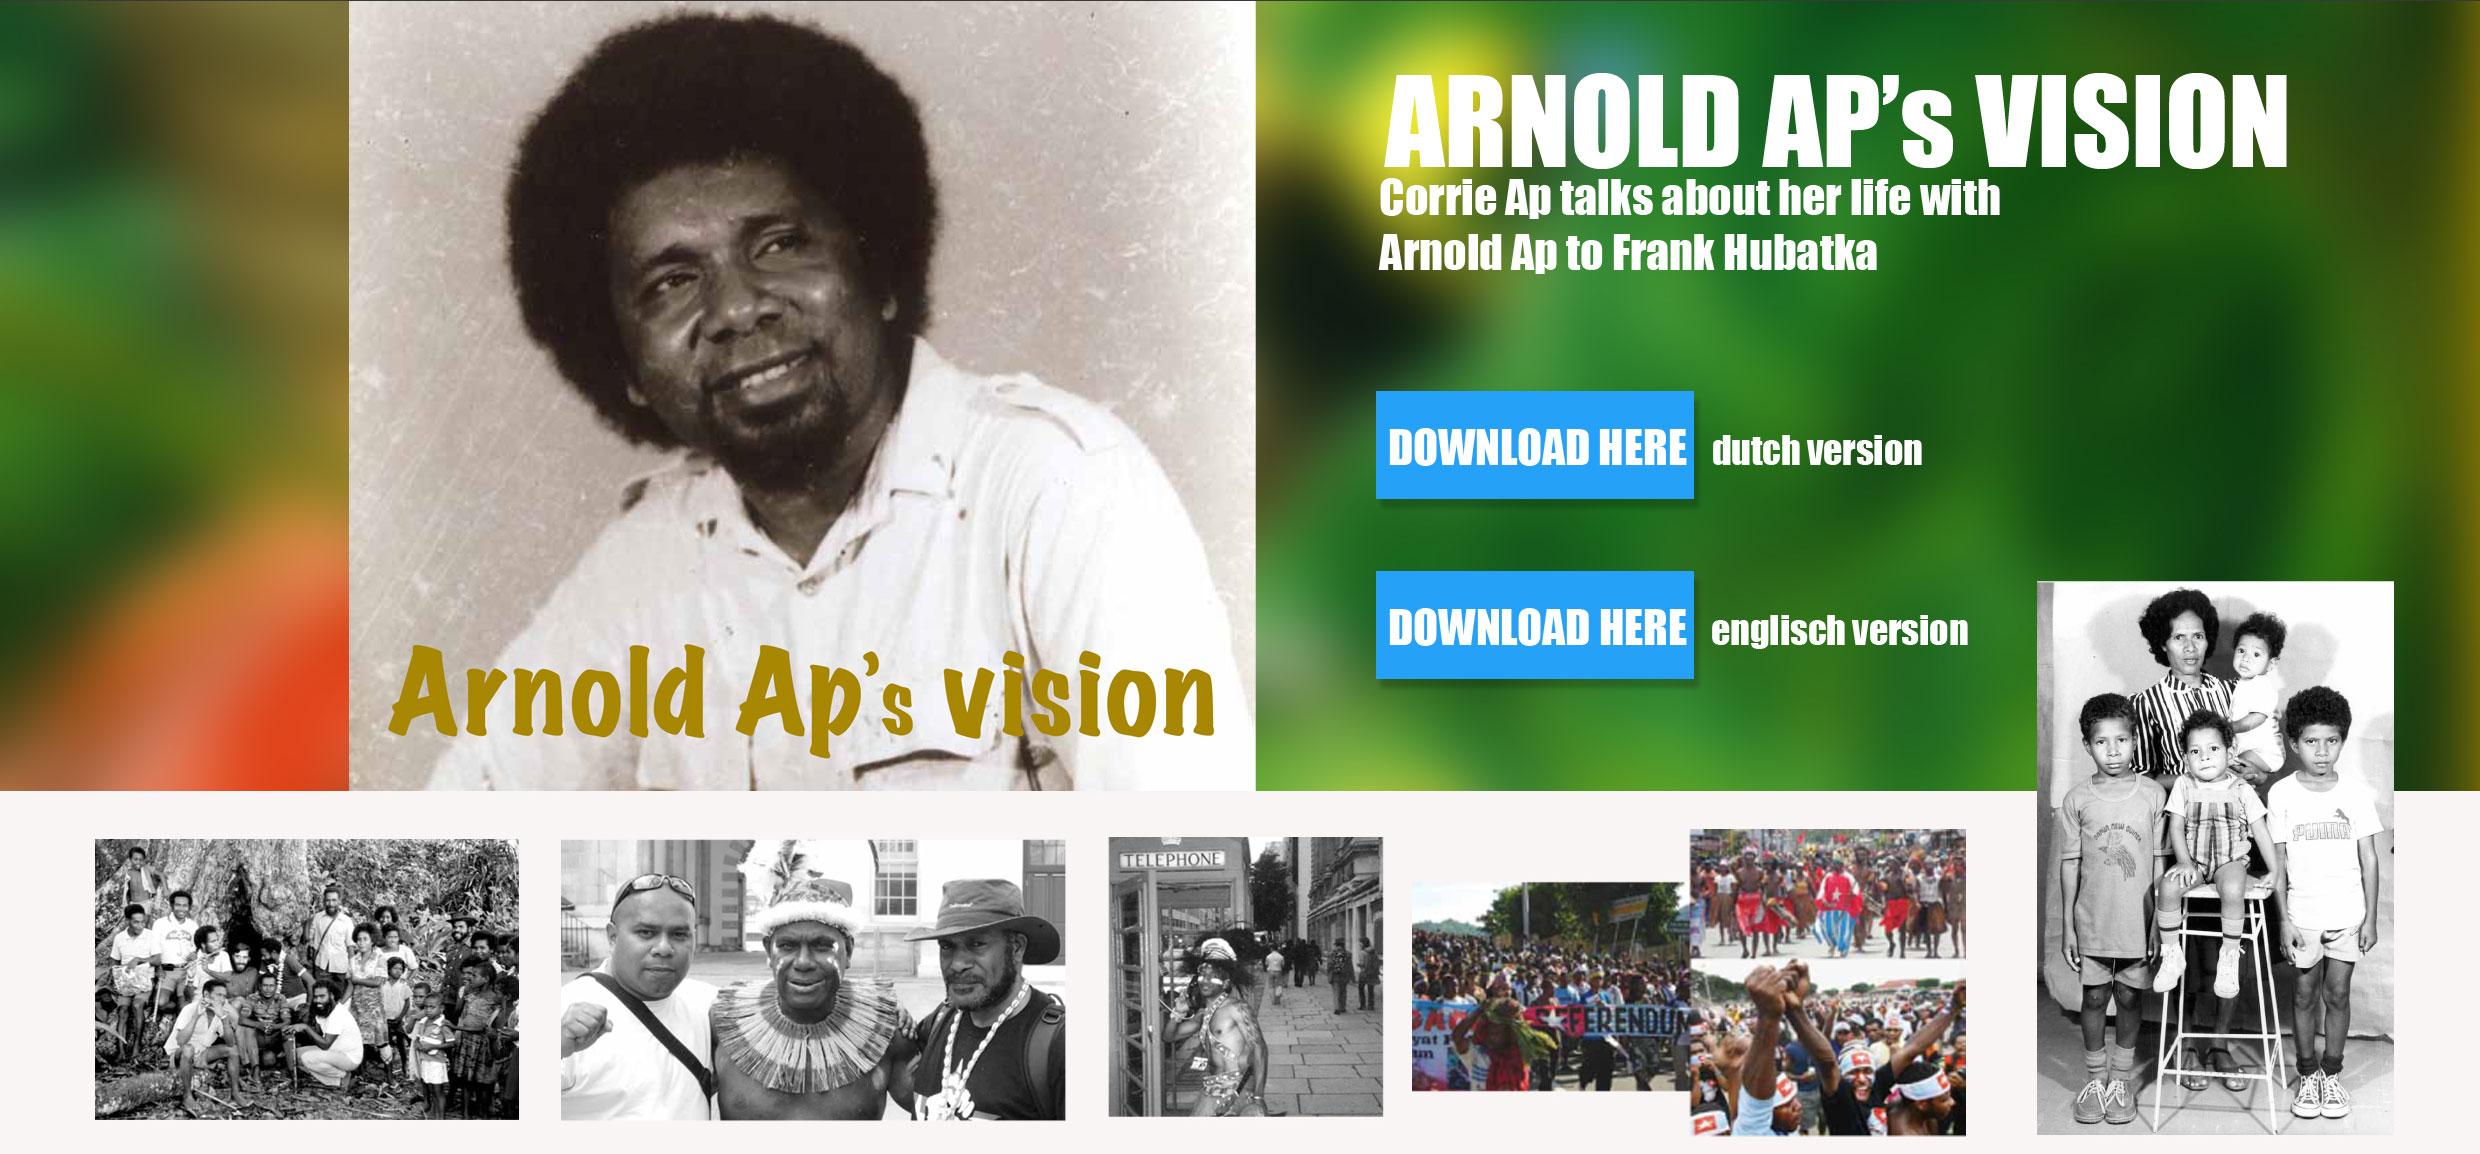 ARNOLD AP’s VISION
Corrie Ap talks about her life with
Arnold Ap to Frank Hubatka
DOWNLOAD HERE dutch version
DOWNLOAD HERE englisch version
Arnold Ap’s vision
TELEPHONE
PUMA